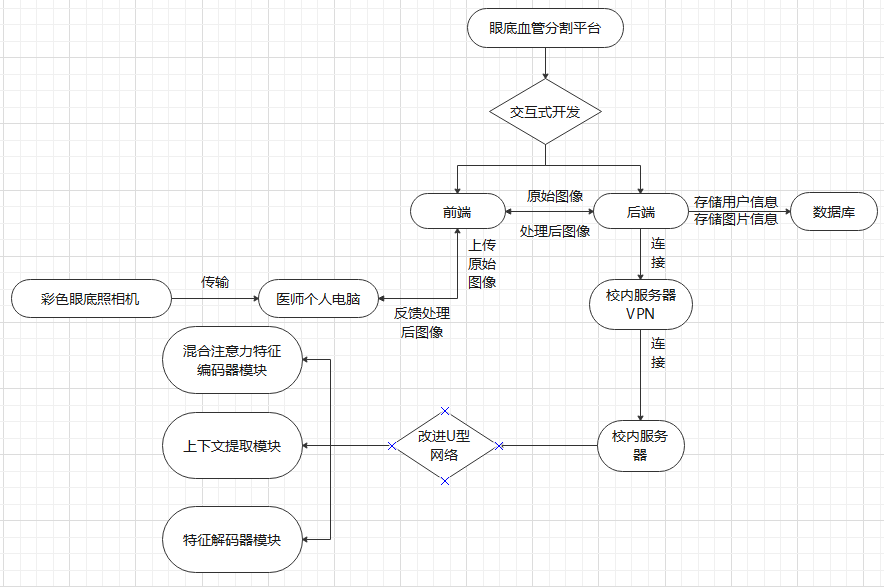 眼底血管分割平台
交互式开发
前端
原始图像
处理后图像
后端
存储用户信息
存储图片信息
数据库
上传
原始
图像
连
接
彩色眼底照相机
传输
医师个人电脑
反馈处理
后图像
校内服务器
VPN
连
接
混合注意力特征
编码器模块
上下文提取模块
特征解码器模块
改进U型
网络
校内服务
器